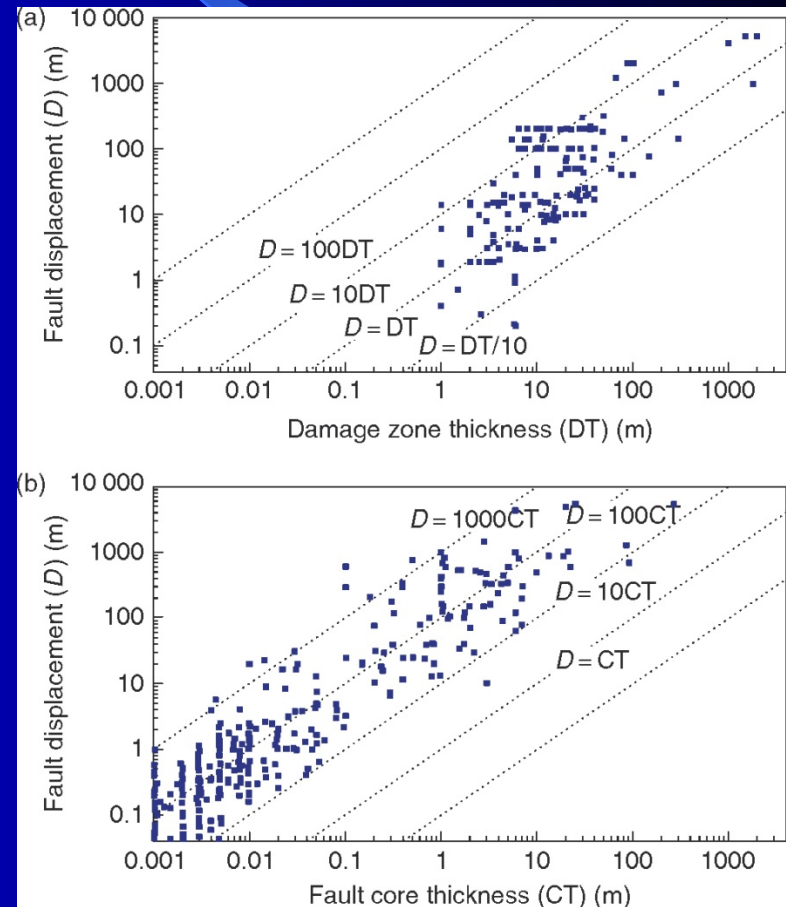 (a)
10 000
1000
100
10
1
0.1
Fault displacement (D) (m)
D = 100DT
D = 10DT
D = DT
D = DT/10
0.001
0.01
0.1
1
10
100
1000
Damage zone thickness (DT) (m)
(b)
10 000
1000
100
10
1
0.1
Fault displacement (D) (m)
D = 1000CT
D = 100CT
D = 10CT
D = CT
0.001
0.01
0.1
1
10
100
1000
Fault core thickness (CT) (m)